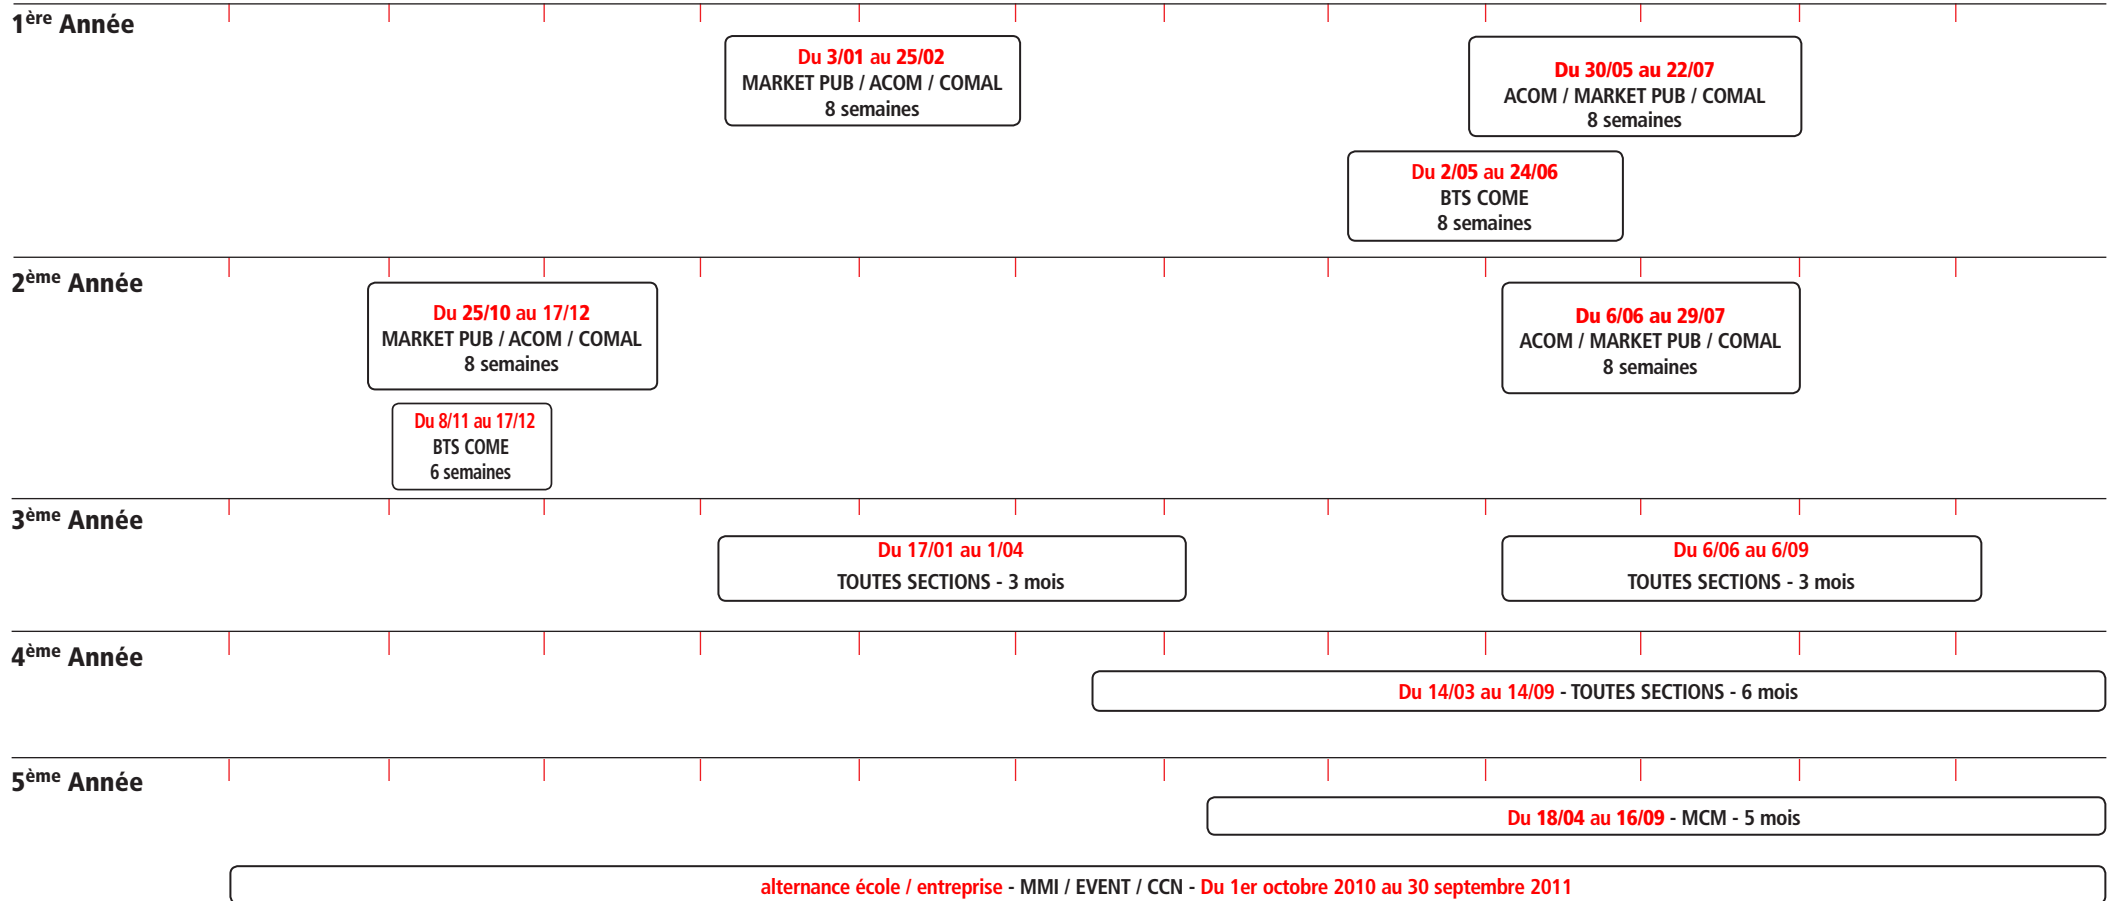 1ère Année
Du 3/01 au 25/02
MARKET PUB / ACOM / COMAL
8 semaines
Du 30/05 au 22/07
ACOM / MARKET PUB / COMAL
8 semaines
Du 2/05 au 24/06
BTS COME
8 semaines
2ème Année
Du 25/10 au 17/12
MARKET PUB / ACOM / COMAL
8 semaines
Du 6/06 au 29/07
ACOM / MARKET PUB / COMAL
8 semaines
Du 8/11 au 17/12
BTS COME
6 semaines
3ème Année
Du 17/01 au 1/04
TOUTES SECTIONS - 3 mois
Du 6/06 au 6/09
TOUTES SECTIONS - 3 mois
4ème Année
Du 14/03 au 14/09 - TOUTES SECTIONS - 6 mois
5ème Année
Du 18/04 au 16/09 - MCM - 5 mois
alternance école / entreprise - MMI / EVENT / CCN - Du 1er octobre 2010 au 30 septembre 2011